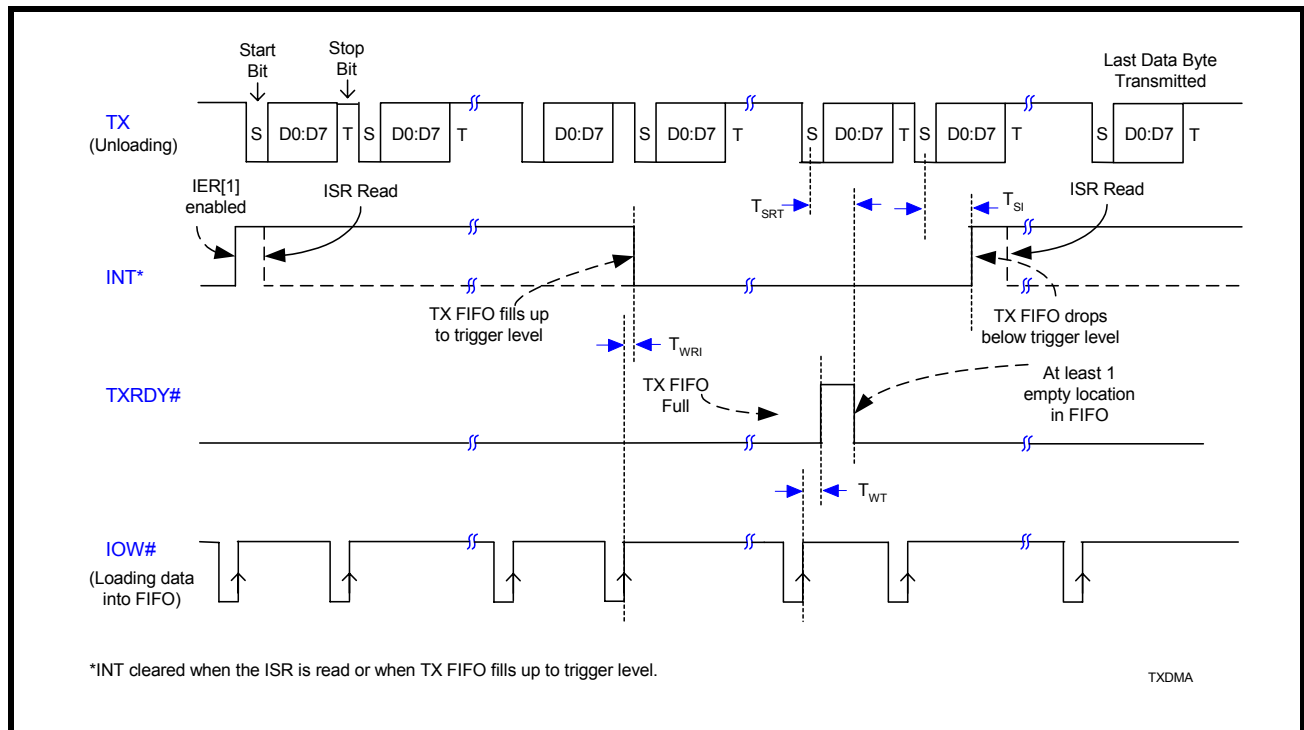 Start
Bit
Stop
Bit
Last Data Byte
Transmitted
TX
(Unloading)
S D0:D7 T S D0:D7 T D0:D7 T S D0:D7 T S D0:D7 T S D0:D7 T S D0:D7 T
IER[1]
enabled
ISR Read
TSRT
TSI
ISR Read
INT*
TX FIFO fills up
to trigger level
TX FIFO drops
below trigger level
TWRI
TXRDY#
TX FIFO
Full
At least 1
empty location
in FIFO
TWT
IOW#
(Loading data
into FIFO)
*INT cleared when the ISR is read or when TX FIFO fills up to trigger level.
TXDMA